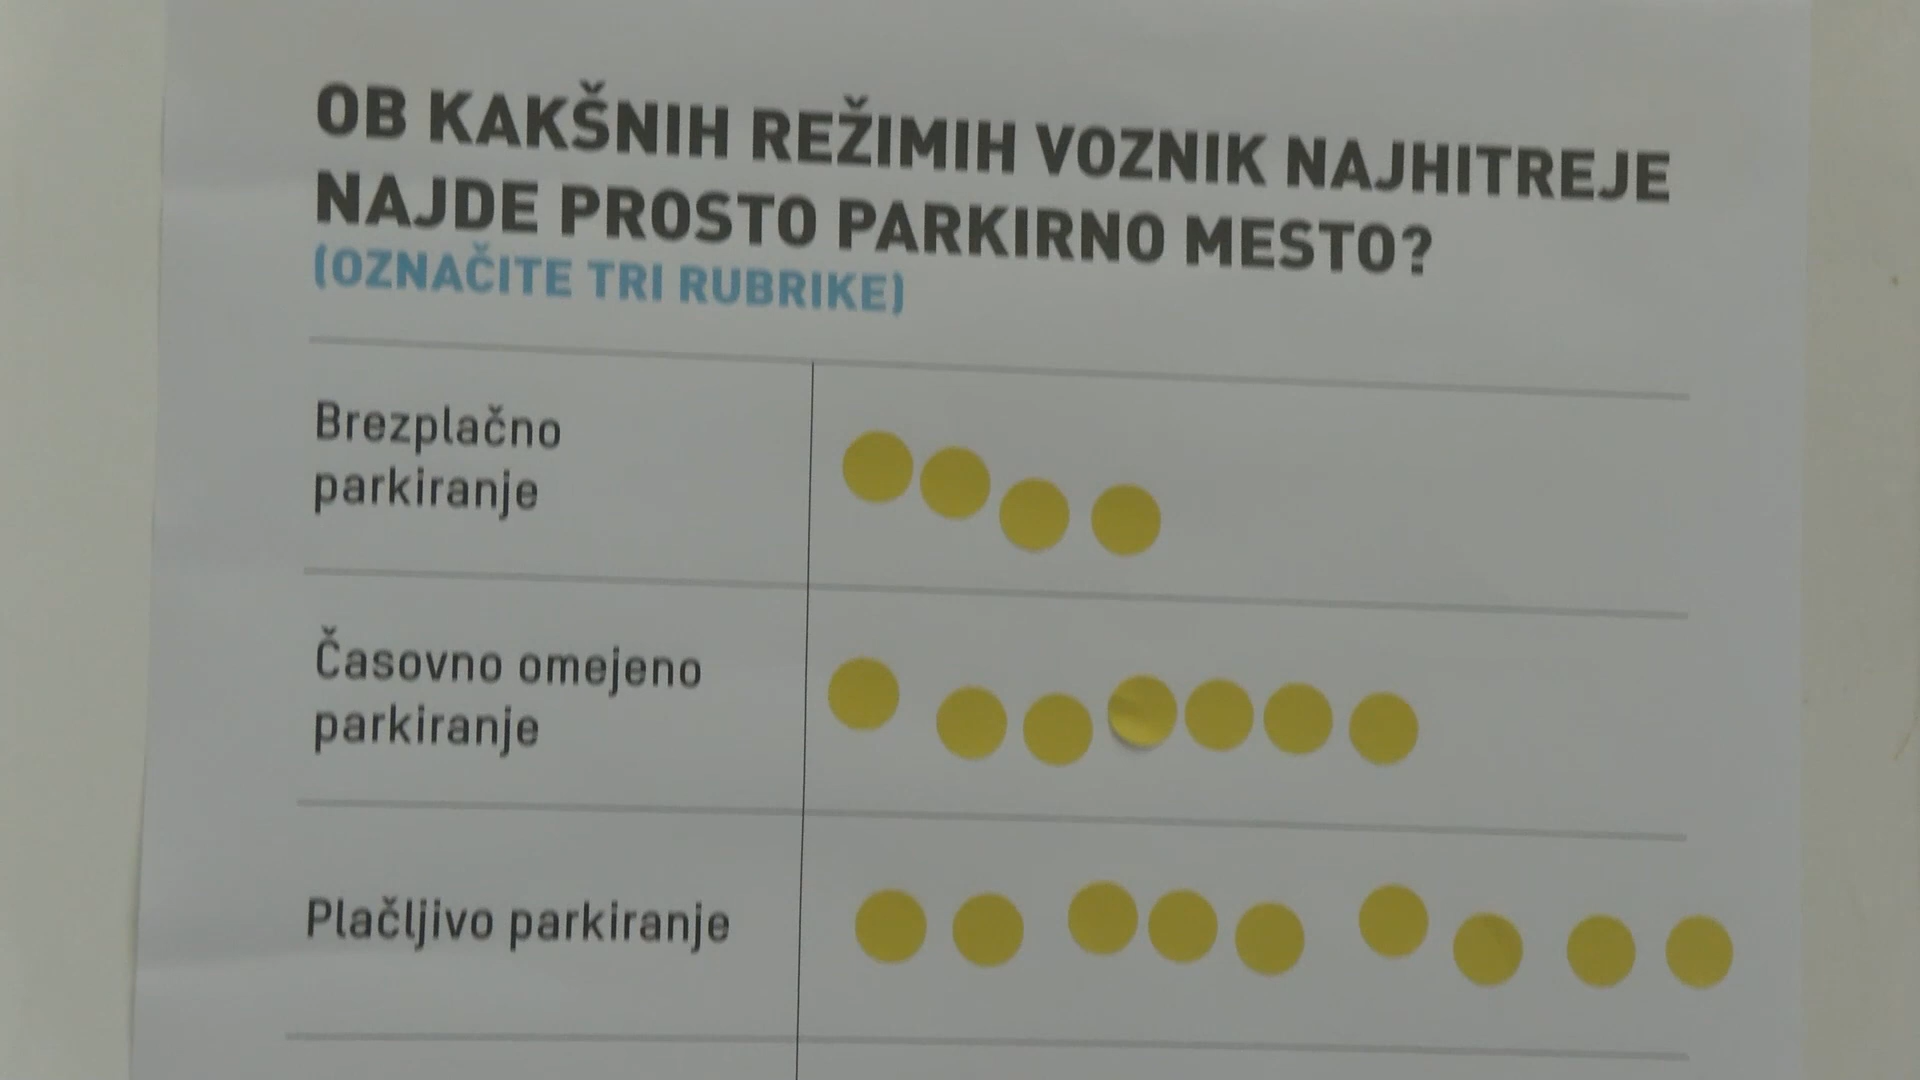 OB KAKŠNIH REŽIMIH VOZNIK NAJHITREJE
NAJDE PROSTO PARKIRNO MESTO?
(OZNAČITE TRI RUBRIKE)
Brezplačno
parkiranje
Časovno omejeno
parkiranje
Plačljivo parkiranje